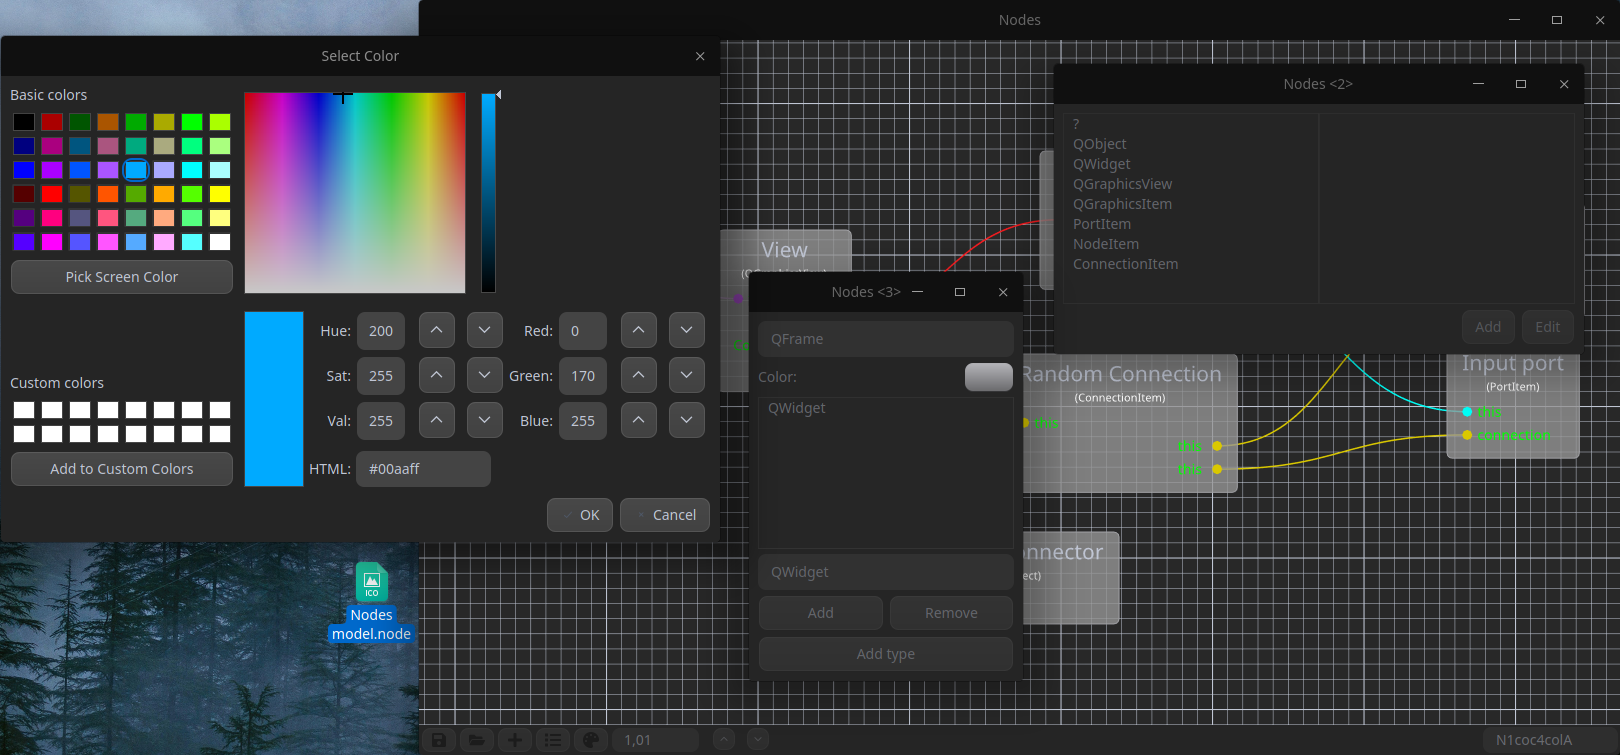 Nodes
Select Color
Basic colors
Pick Screen Color
Custom colors
Add to Custom Colors
Hue: 200
Red: 0
Sat: 255
Green: 170
Val: 255
Blue: 255
HTML: #00aaff
OK
Cancel
Nodes
model.node
ICO
Nodes <2>
?
QObject
QWidget
QGraphicsView
QGraphicsItem
PortItem
NodeItem
ConnectionItem
Add
Edit
View
Nodes <3>
QFrame
Color:
QWidget
QWidget
Add
Remove
Add type
Random Connection
(ConnectionItem)
this
this
this
Input port
(PortItem)
this
connection
1,01
N1coc4colA